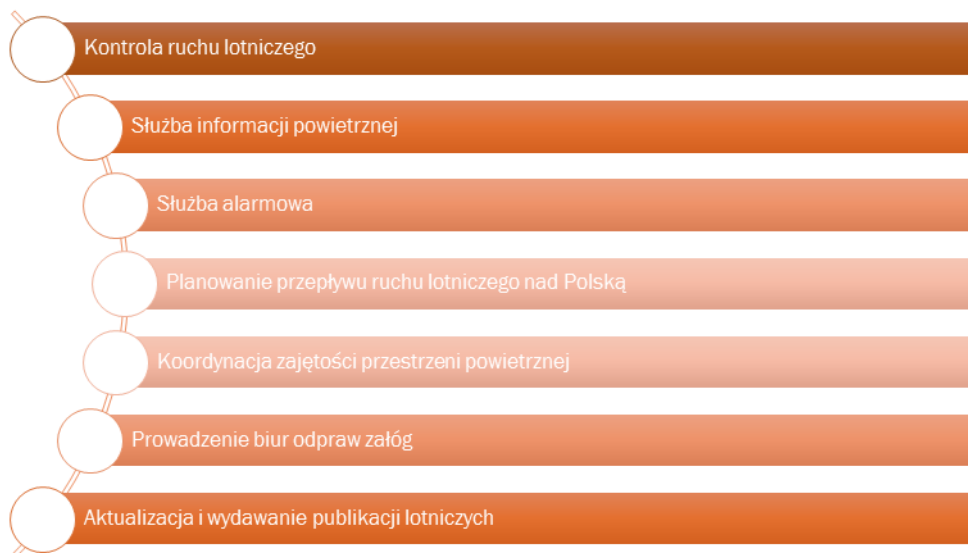 Kontrola ruchu lotniczego
Służba informacji powietrznej
Służba alarmowa
Planowanie przepływu ruchu lotniczego nad Polską
Koordynacja zajętości przestrzeni powietrznej
Prowadzenie biur odpraw załóg
Aktualizacja i wydawanie publikacji lotniczych